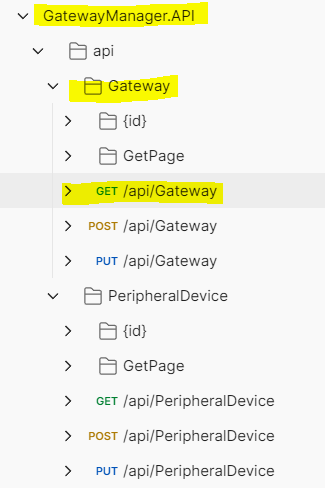 GatewayManager.API
api
Gateway
{id}
GetPage
GET /api/Gateway
POST /api/Gateway
PUT /api/Gateway
PeripheralDevice
{id}
GetPage
GET /api/PeripheralDevice
POST /api/PeripheralDevice
PUT /api/PeripheralDevice